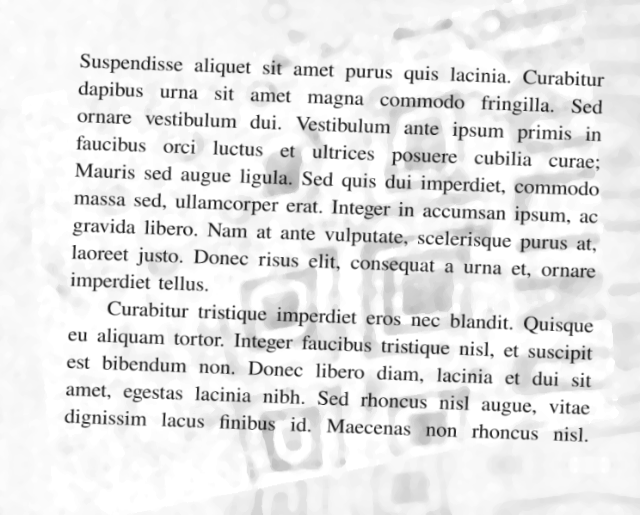 Suspendisse aliquet sit amet purus quis lacinia. Curabitur
dapibus urna sit amet magna commodo fringilla. Sed
ornare vestibulum dui. Vestibulum ante ipsum primis in
faucibus orci luctus et ultrices posuere cubilia curae;
Mauris sed augue ligula. Sed quis dui imperdiet, commodo
massa sed, ullamcorper erat. Integer in accumsan ipsum, ac
gravida libero. Nam at ante vulputate, scelerisque purus at,
laoreet justo. Donec risus elit, consequat a urna et, ornare
imperdiet tellus.
Curabitur tristique imperdiet eros nec blandit. Quisque
eu aliquam tortor. Integer faucibus tristique nisl, et suscipit
est bibendum non. Donec libero diam, lacinia et dui sit
amet, egestas lacinia nibh. Sed rhoncus nisl augue, vitae
dignissim lacus finibus id. Maecenas non rhoncus nisl.